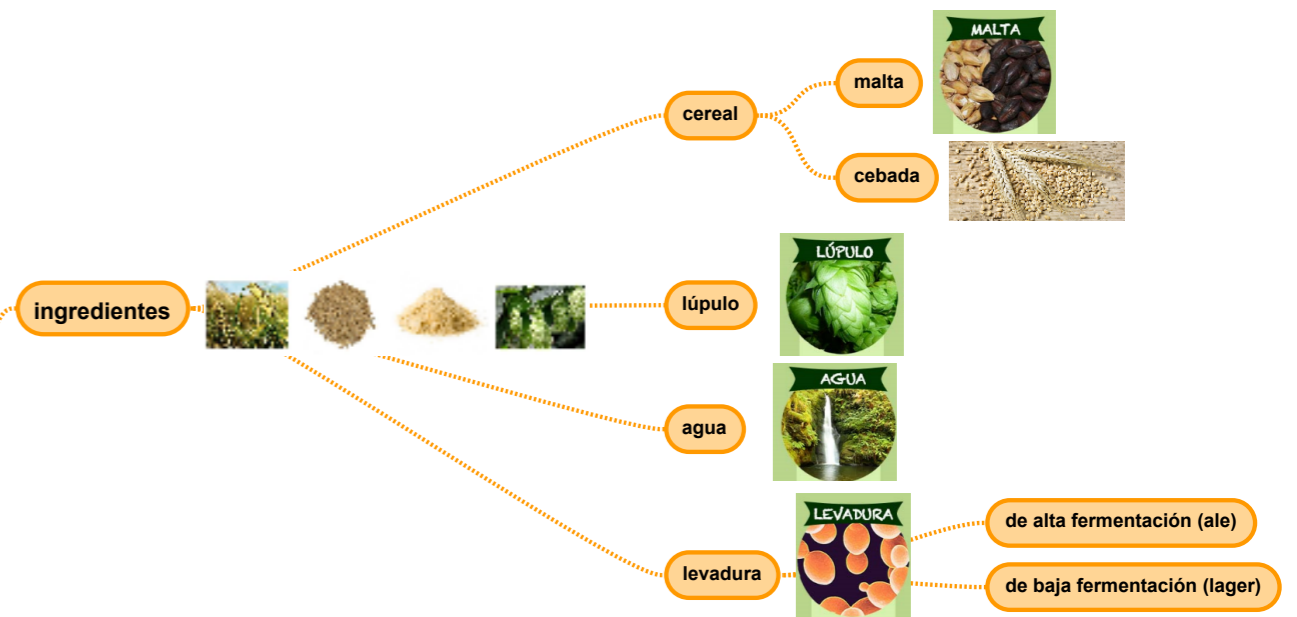 ingredientes
cereal
malta
MALTA
cebada
lúpulo
LÚPULO
agua
AGUA
levadura
LEVADURA
de alta fermentación (ale)
de baja fermentación (lager)